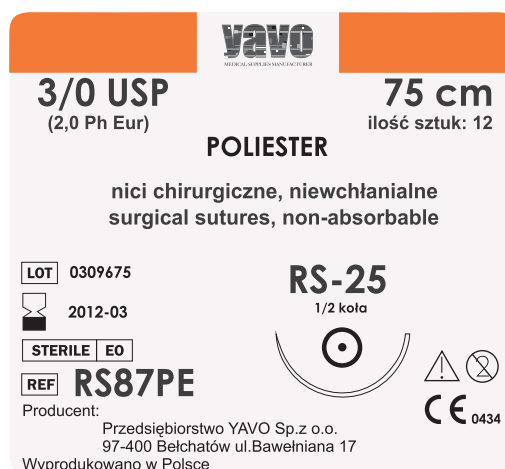 yavo
MEDICAL SUPPLIES MANUFACTURER
3/0 USP
75 cm
(2,0 Ph Eur)
ilość sztuk: 12
POLIESTER
nici chirurgiczne, niewchłanialne
surgical sutures, non-absorbable
LOT 0309675
RS-25
2012-03
1/2 koła
STERILE EO
REF RS87PE
2
CE 0434
Producent:
Przedsiębiorstwo YAVO Sp.z o.o.
97-400 Bełchatów ul.Bawełniana 17
Wyprodukowano w Polsce